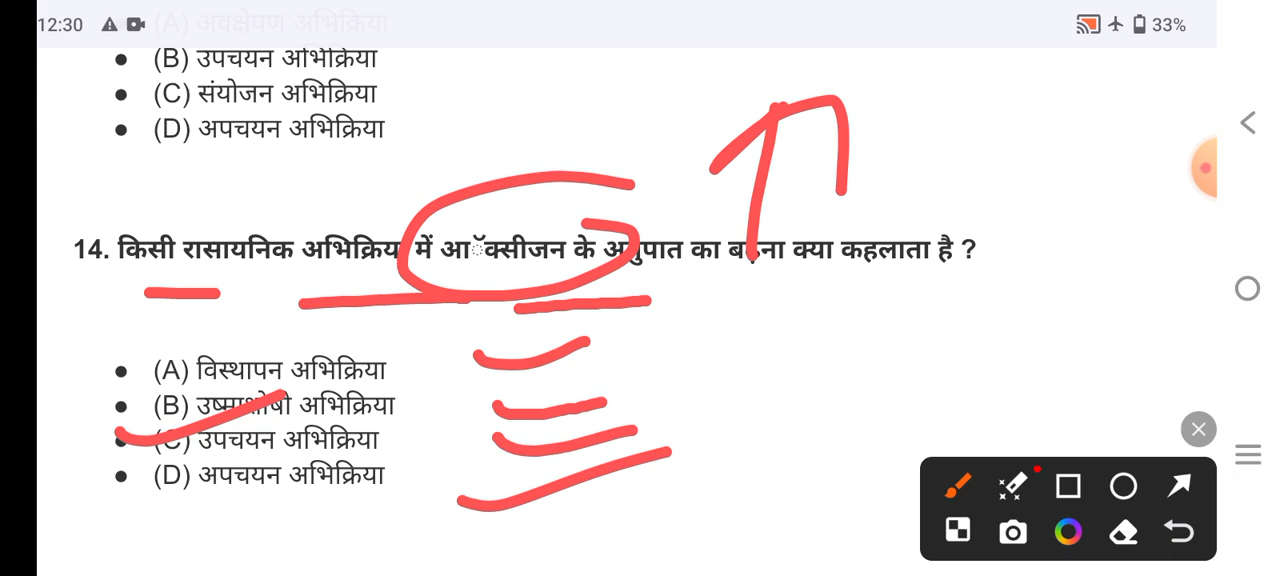 12:30 (A) अवक्षेपण अभिक्रिया 33%
(B) उपचयन अभिक्रिया
(C) संयोजन अभिक्रिया
(D) अपचयन अभिक्रिया
14. किसी रासायनिक अभिक्रिया में आॅक्सीजन के अनुपात का बढ़ना क्या कहलाता है ?
(A) विस्थापन अभिक्रिया
(B) उष्माशोषी अभिक्रिया
(C) उपचयन अभिक्रिया
(D) अपचयन अभिक्रिया